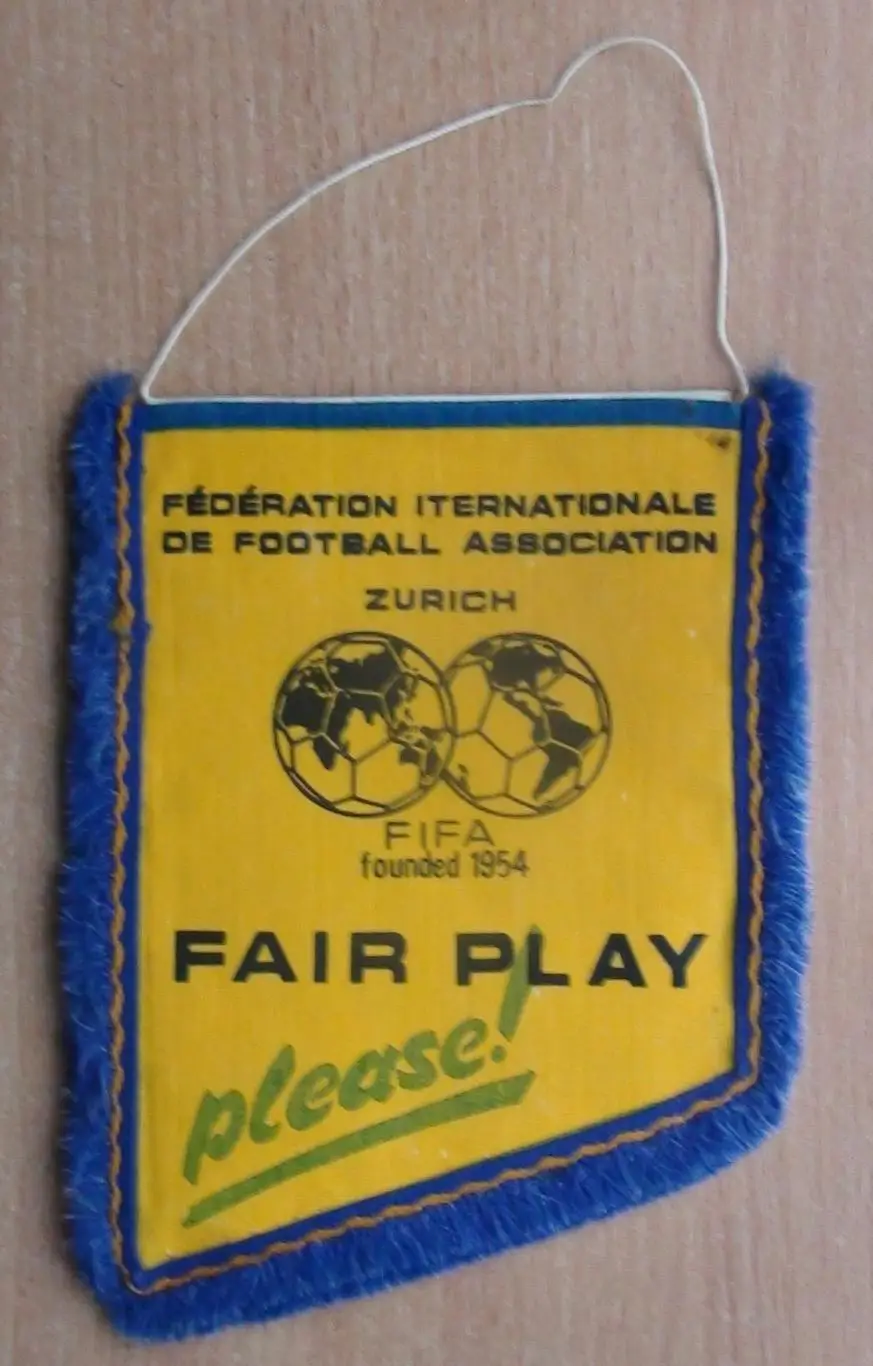 FÉDÉRATION ITERNATIONALE
DE FOOTBALL ASSOCIATION
ZURICH
FIFA
founded 1954
FAIR PLAY
please!